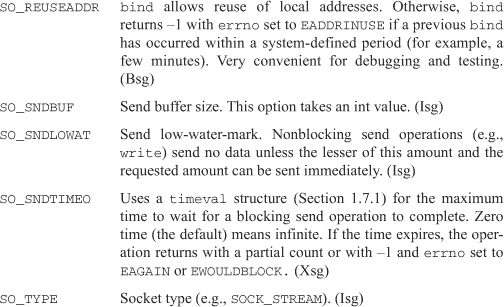 SO_REUSEADDR bind allows reuse of local addresses. Otherwise, bind
returns −1 with errno set to EADDRINUSE if a previous bind
has occurred within a system-defined period (for example, a
few minutes). Very convenient for debugging and testing.
(Bsg)
SO_SNDBUF Send buffer size. This option takes an int value. (Isg)
SO_SNDLOWAT Send low-water-mark. Nonblocking send operations (e.g.,
write) send no data unless the lesser of this amount and the
requested amount can be sent immediately. (Isg)
SO_SNDTIMEO Uses a timeval structure (Section 1.7.1) for the maximum
time to wait for a blocking send operation to complete. Zero
time (the default) means infinite. If the time expires, the oper-
ation returns with a partial count or with −1 and errno set to
EAGAIN or EWOULDBLOCK. (Xsg)
SO_TYPE Socket type (e.g., SOCK_STREAM). (Isg)